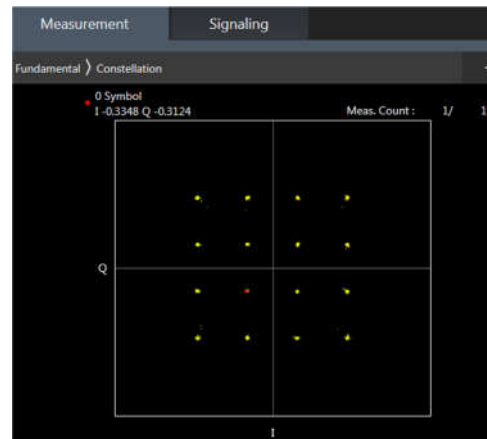 Measurement Signaling
Fundamental 〉 Constellation
0 Symbol
I -0.3348 Q -0.3124 Meas. Count : 1/ 1
Q
I